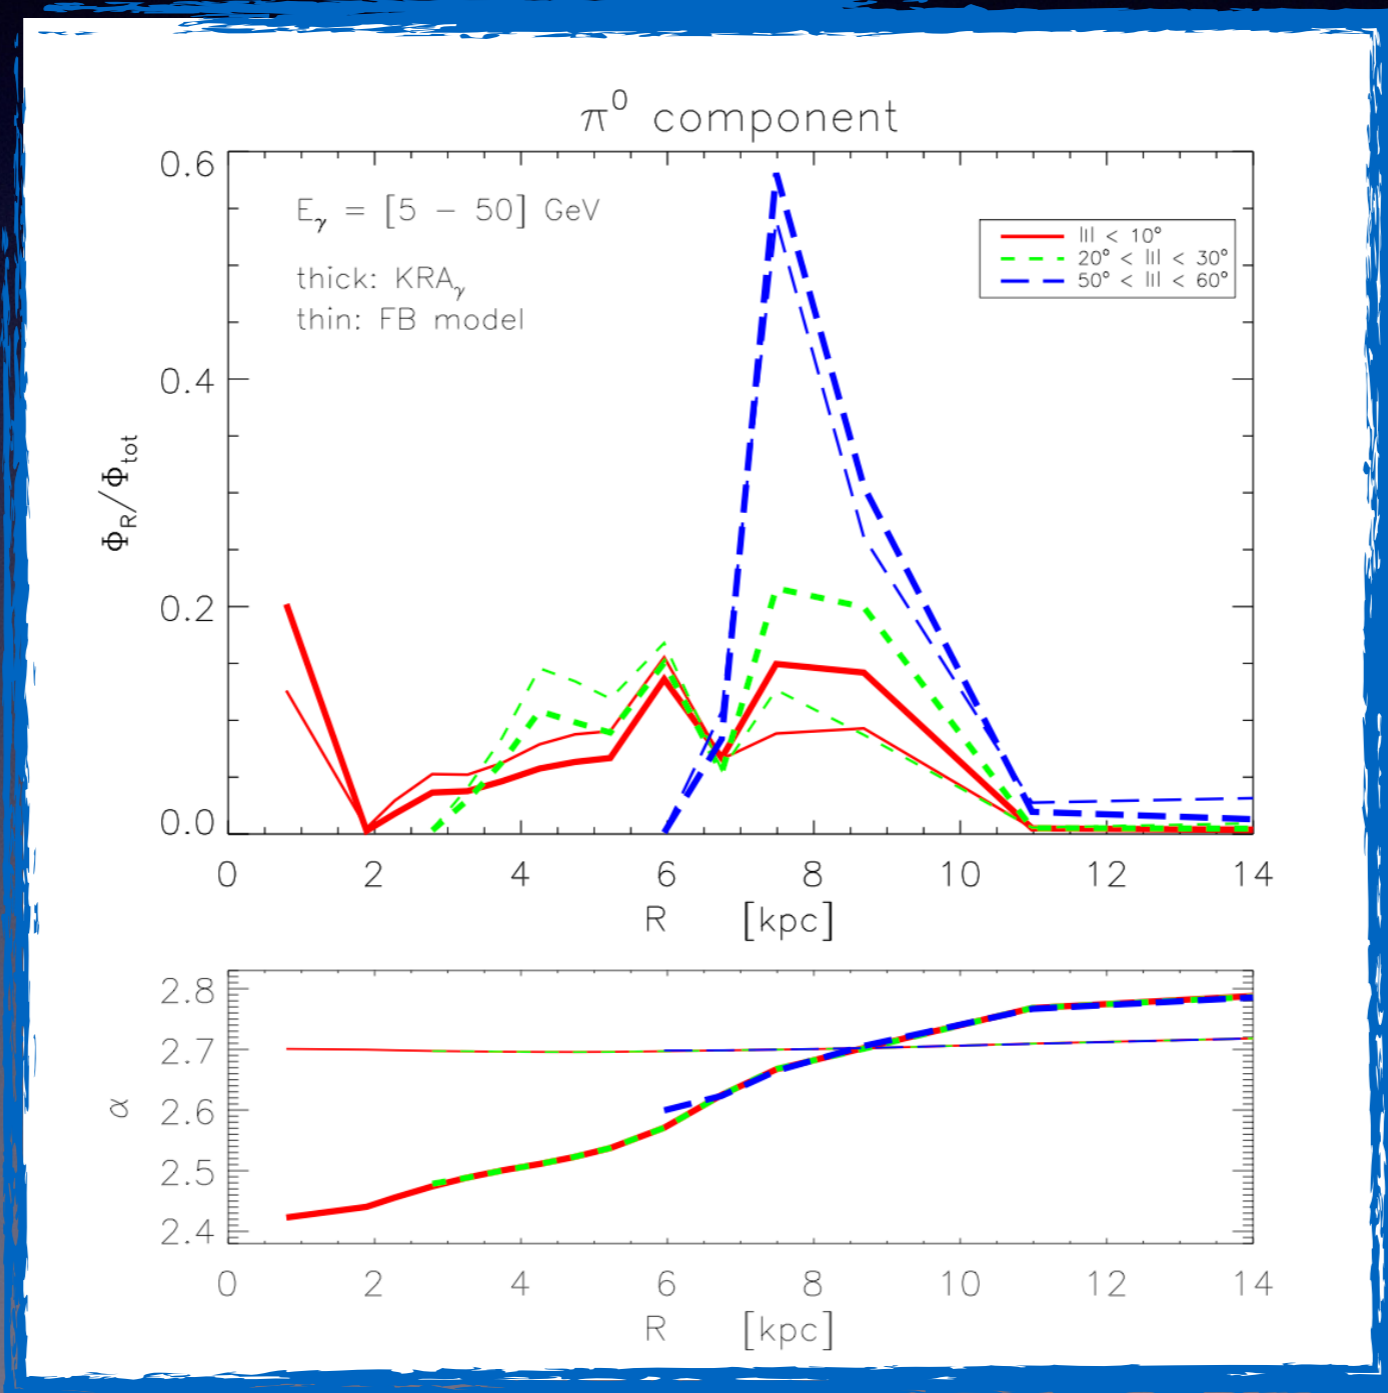 π⁰ component
0.6
0.4
0.2
0.0
Φ_R/Φ_tot
E_γ = [5 − 50] GeV
thick: KRA_γ
thin: FB model
|l| < 10°
20° < |l| < 30°
50° < |l| < 60°
0 2 4 6 8 10 12 14
R [kpc]
2.8
2.7
2.6
2.5
2.4
α
0 2 4 6 8 10 12 14
R [kpc]